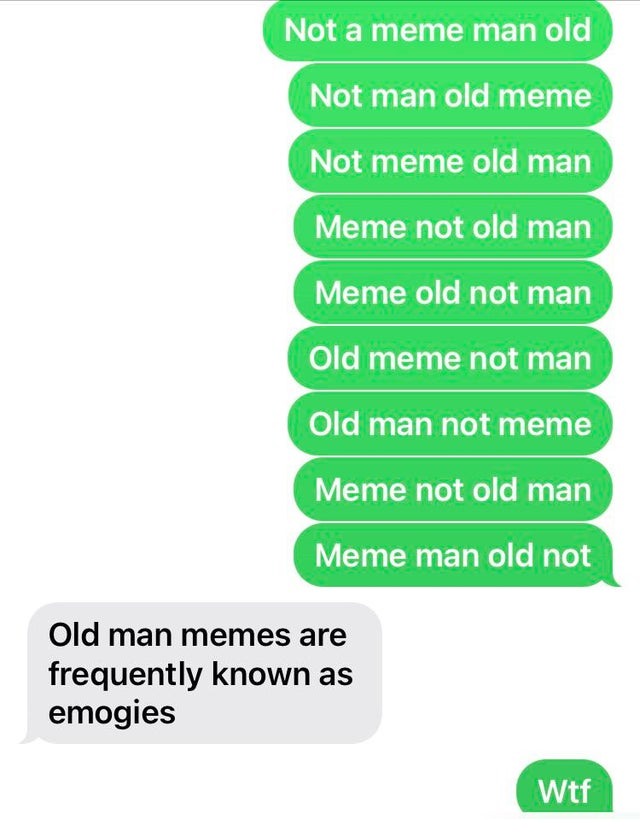 Not a meme man old
Not man old meme
Not meme old man
Meme not old man
Meme old not man
Old meme not man
Old man not meme
Meme not old man
Meme man old not
Old man memes are
frequently known as
emogies
Wtf